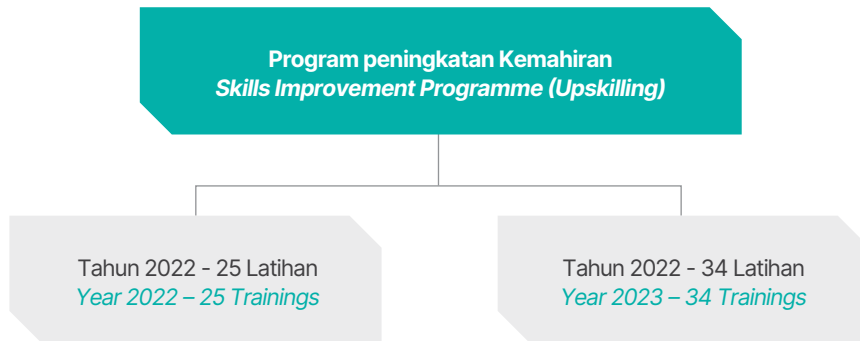 Program peningkatan Kemahiran
Skills Improvement Programme (Upskilling)
Tahun 2022 - 25 Latihan
Year 2022 – 25 Trainings
Tahun 2022 - 34 Latihan
Year 2023 – 34 Trainings